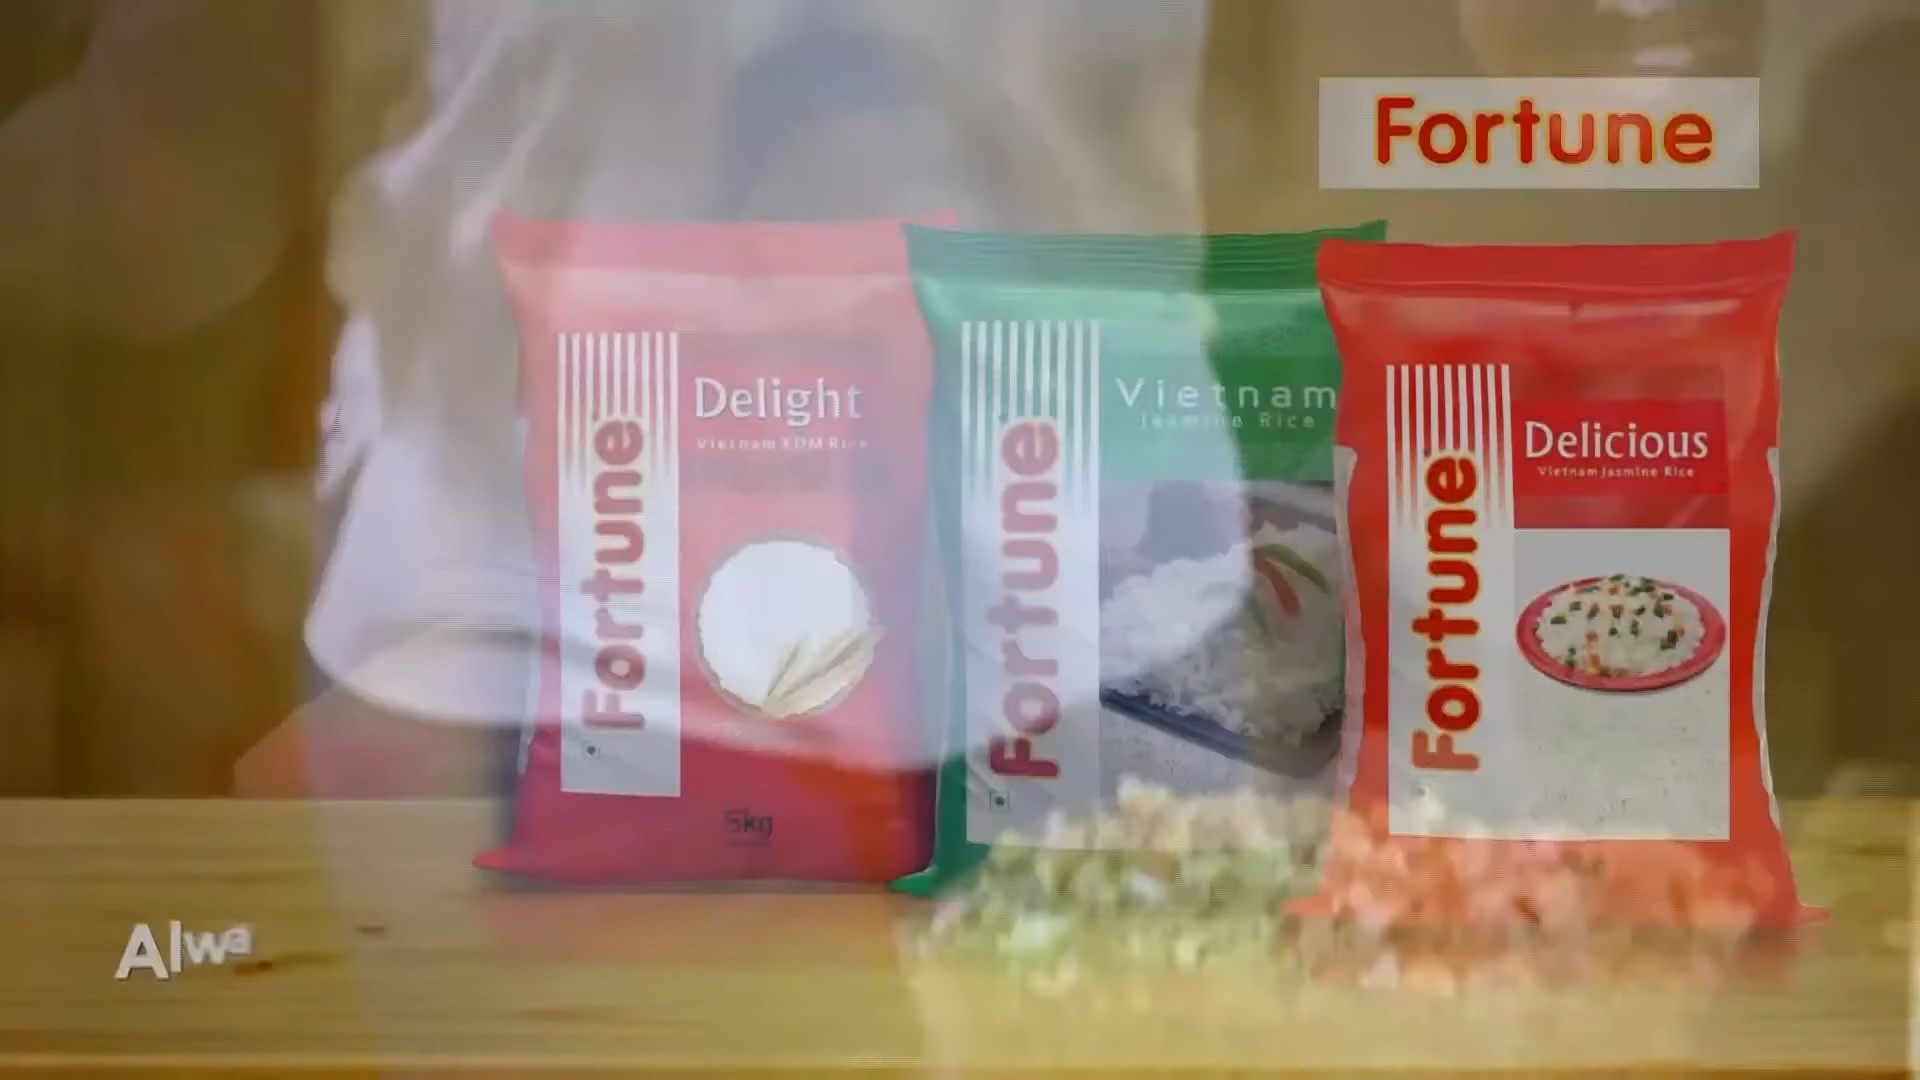 Fortune
Delight
Vietnam KDM Rice
Fortune
5kg
Vietnam
Jasmine Rice
Fortune
Delicious
Vietnam Jasmine Rice
Fortune
Alwa